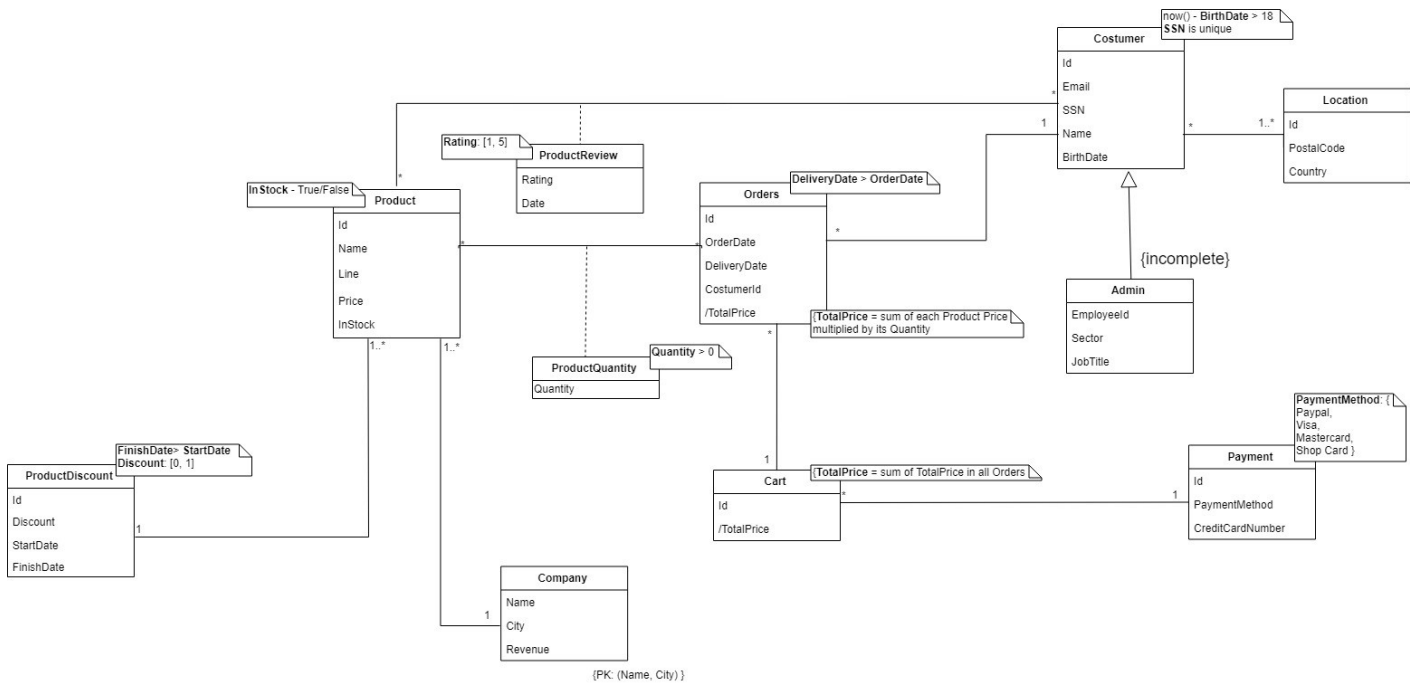 now() - BirthDate > 18
SSN is unique
Costumer
Id
Email
SSN
Name
BirthDate
*
1
*
1..*
Location
Id
PostalCode
Country
Rating: [1, 5]
ProductReview
Rating
Date
InStock - True/False
*
Product
Id
Name
Line
Price
InStock
*
*
1..*
1..*
DeliveryDate > OrderDate
Orders
Id
OrderDate
DeliveryDate
CostumerId
/TotalPrice
*
*
{TotalPrice = sum of each Product Price
multiplied by its Quantity
{incomplete}
Admin
EmployeeId
Sector
JobTitle
Quantity > 0
ProductQuantity
Quantity
FinishDate> StartDate
Discount: [0, 1]
ProductDiscount
Id
Discount
StartDate
FinishDate
1
1
{TotalPrice = sum of TotalPrice in all Orders
Cart
Id
/TotalPrice
*
1
PaymentMethod: {
Paypal,
Visa,
Mastercard,
Shop Card }
Payment
Id
PaymentMethod
CreditCardNumber
Company
Name
City
Revenue
1
{PK: (Name, City) }